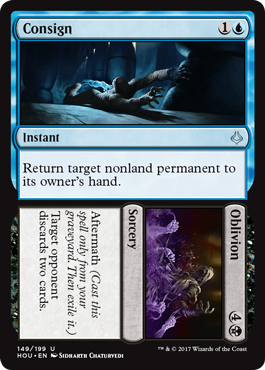 Consign
1
Instant
Return target nonland permanent to
its owner's hand.
Oblivion
4
Sorcery
Aftermath (Cast this
spell only from your
graveyard. Then exile it.)
Target opponent
discards two cards.
149/199 U
HOU • EN Sidharth Chaturvedi
™ & © 2017 Wizards of the Coast